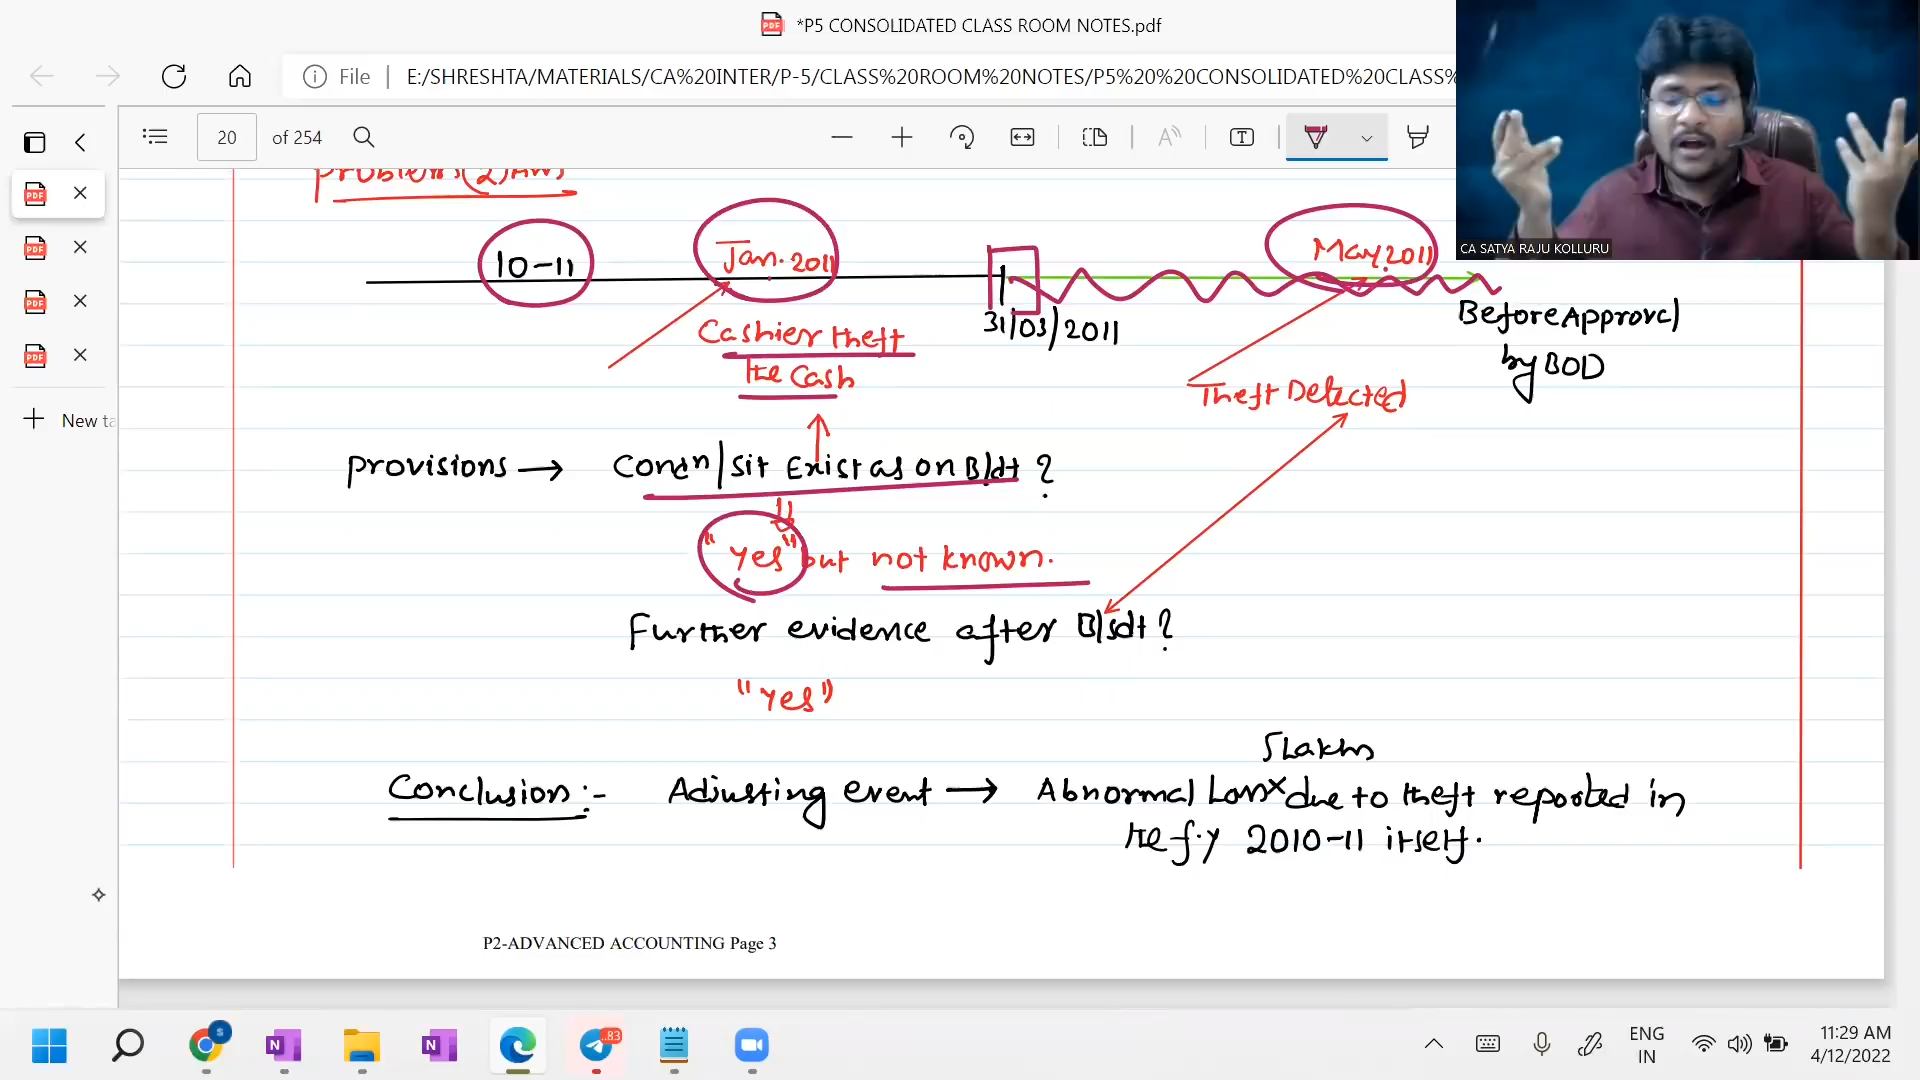 *P5 CONSOLIDATED CLASS ROOM NOTES.pdf
File | E:/SHRESHTA/MATERIALS/CA%20INTER/P-5/CLASS%20ROOM%20NOTES/P5%20%20CONSOLIDATED%20CLASS%
20 of 254
CA SATYA RAJU KOLLURU
New ta
10-11
Jan. 2011
May.2011
31/03/2011
Before Approval
by BOD
Cashier theft
the Cash
Theft Detected
provisions → Condn/sit Exist as on B/dt ?
"Yes" but not known.
Further evidence after B/sdt ?
"Yes"
5 Lakhs
Conclusion :- Adjusting event → Abnormal Loss due to theft reported in
the f.y 2010-11 itself.
P2-ADVANCED ACCOUNTING Page 3
..83
ENG
IN
11:29 AM
4/12/2022